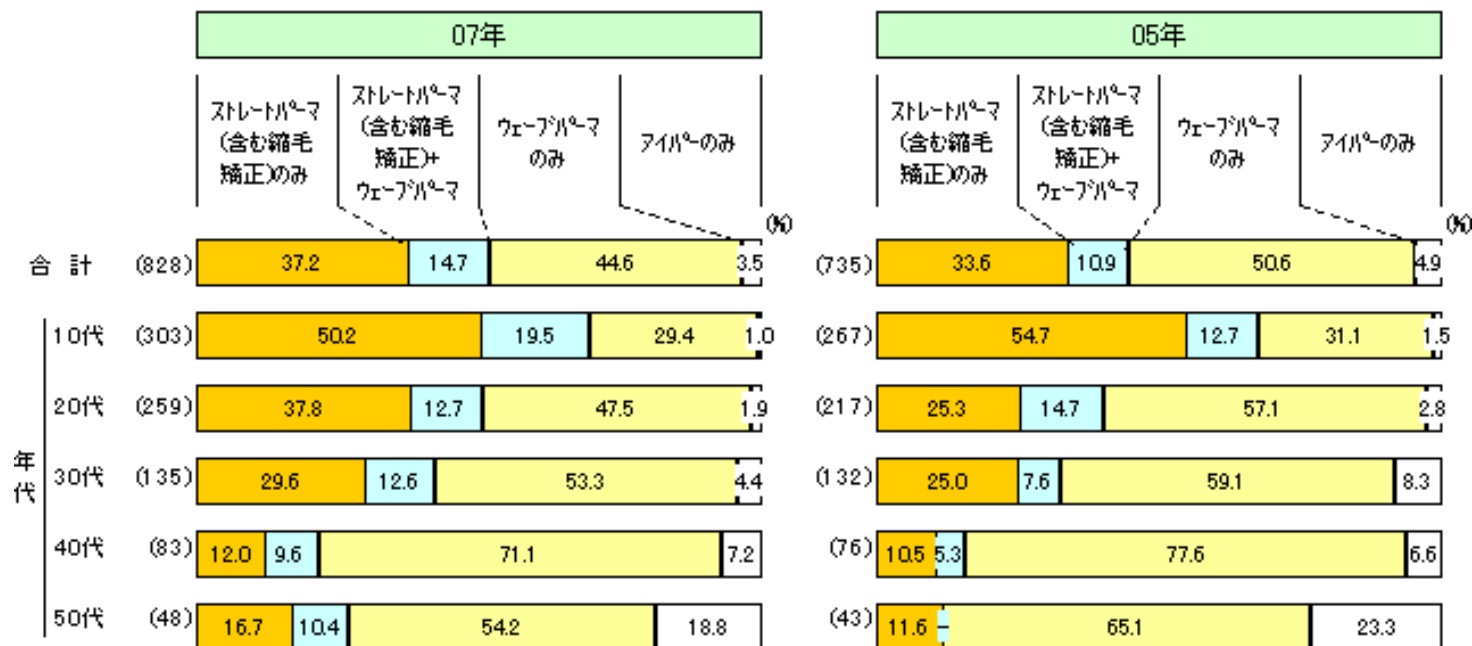 07年
05年
ストレートパーマ
(含む縮毛
矯正)のみ
ストレートパーマ
(含む縮毛
矯正)+
ウェーブパーマ
ウェーブパーマ
のみ
アイパーのみ
ストレートパーマ
(含む縮毛
矯正)のみ
ストレートパーマ
(含む縮毛
矯正)+
ウェーブパーマ
ウェーブパーマ
のみ
アイパーのみ
(%)
(%)
合計 (828) 37.2 14.7 44.6 3.5 (735) 33.6 10.9 50.6 4.9
年代
10代 (303) 50.2 19.5 29.4 1.0 (267) 54.7 12.7 31.1 1.5
20代 (259) 37.8 12.7 47.5 1.9 (217) 25.3 14.7 57.1 2.8
30代 (135) 29.6 12.6 53.3 4.4 (132) 25.0 7.6 59.1 8.3
40代 (83) 12.0 9.6 71.1 7.2 (76) 10.5 5.3 77.6 6.6
50代 (48) 16.7 10.4 54.2 18.8 (43) 11.6 - 65.1 23.3